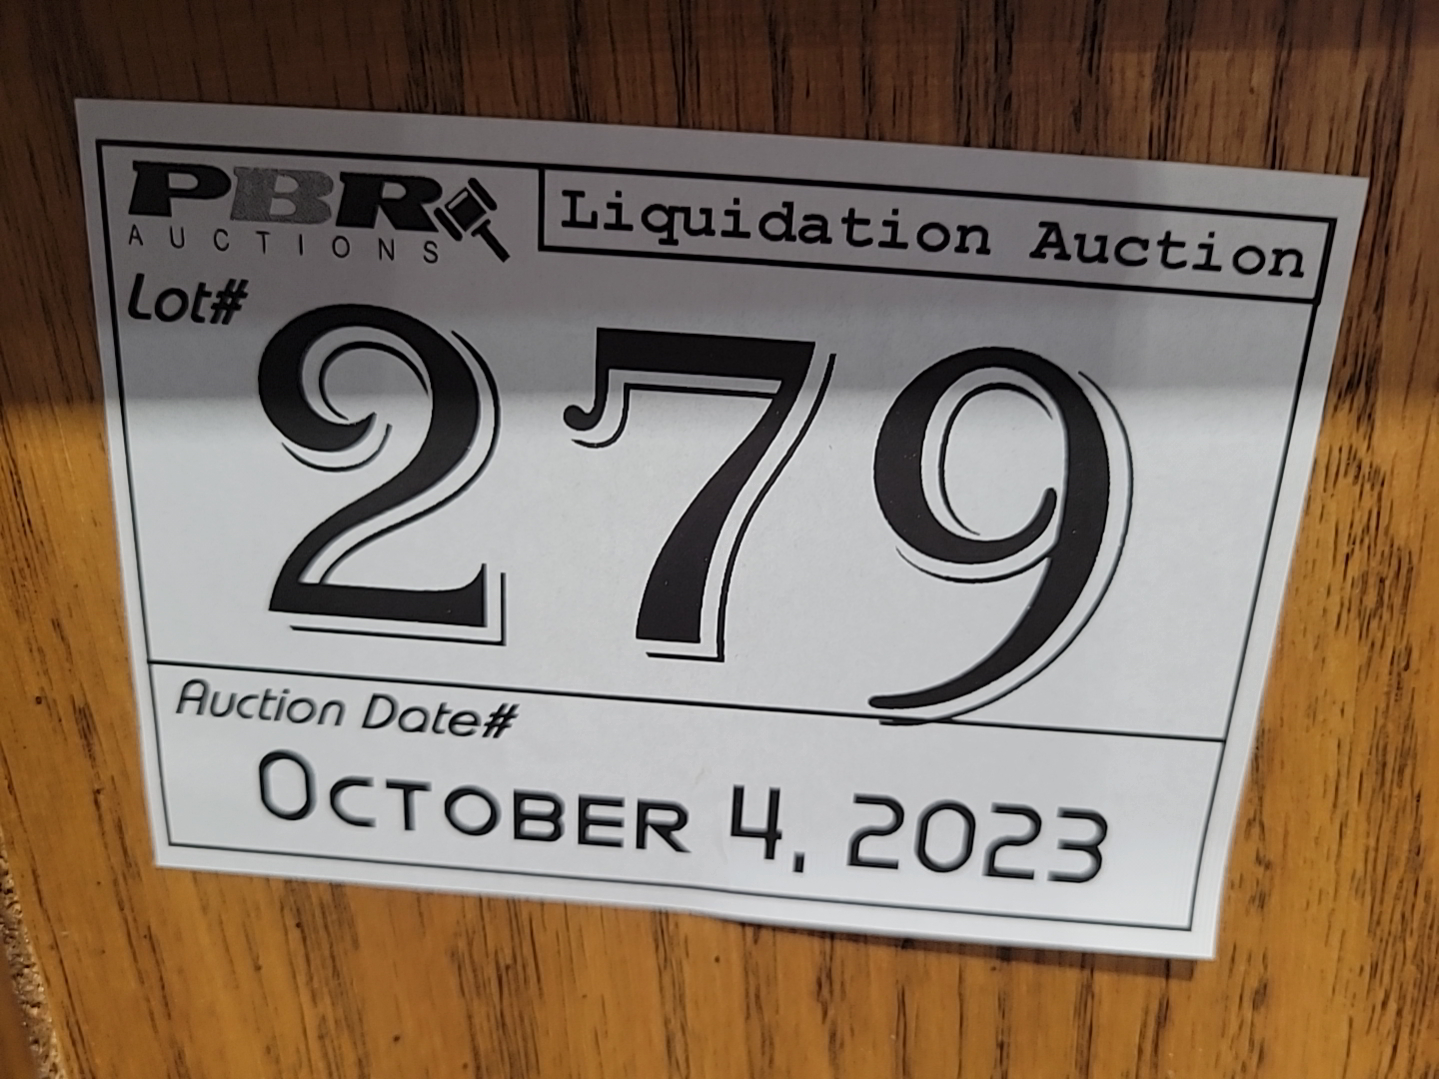 PBR
AUCTIONS
Liquidation Auction
Lot#
279
Auction Date#
October 4, 2023